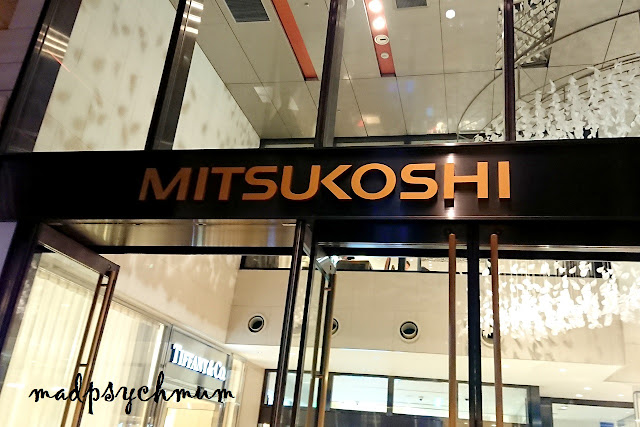 MITSUKOSHI
TIFFANY & CO.
madpsychmum